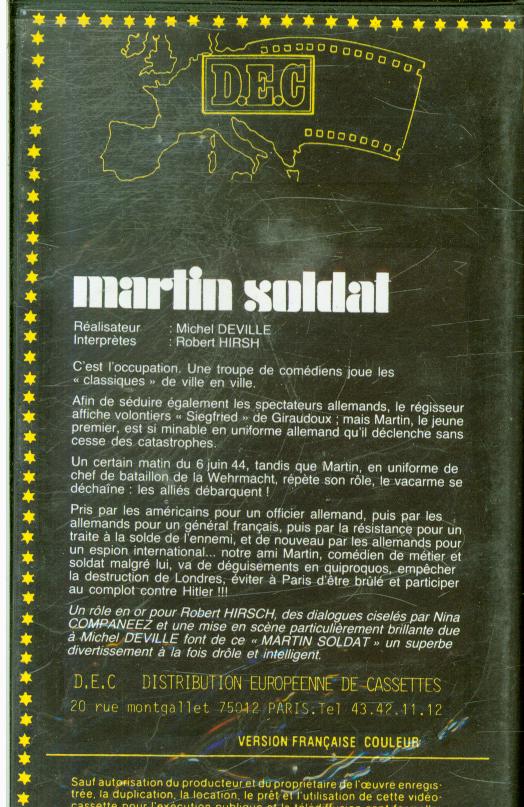 D.E.C
martin soldat
Réalisateur : Michel DEVILLE
Interprètes : Robert HIRSH
C'est l'occupation. Une troupe de comédiens joue les
« classiques » de ville en ville.
Afin de séduire également les spectateurs allemands, le régisseur
affiche volontiers « Siegfried » de Giraudoux ; mais Martin, le jeune
premier, est si minable en uniforme allemand qu'il déclenche sans
cesse des catastrophes.
Un certain matin du 6 juin 44, tandis que Martin, en uniforme de
chef de bataillon de la Wehrmacht, répète son rôle, le vacarme se
déchaîne : les alliés débarquent !
Pris par les américains pour un officier allemand, puis par les
allemands pour un général français, puis par la résistance pour un
traite à la solde de l'ennemi, et de nouveau par les allemands pour
un espion international... notre ami Martin, comédien de métier et
soldat malgré lui, va de déguisements en quiproquos, empêcher
la destruction de Londres, éviter à Paris d'être brûlé et participer
au complot contre Hitler !!!
Un rôle en or pour Robert HIRSCH, des dialogues ciselés par Nina
COMPANEEZ et une mise en scène particulièrement brillante due
à Michel DEVILLE font de ce « MARTIN SOLDAT » un superbe
divertissement à la fois drôle et intelligent.
D.E.C DISTRIBUTION EUROPEENNE DE CASSETTES
20 rue montgallet 75012 PARIS.Tel 43.42.11.12
VERSION FRANÇAISE COULEUR
Sauf autorisation du producteur et du propriétaire de l'œuvre enregis-
trée, la duplication, la location, le prêt et l'utilisation de cette vidéo-